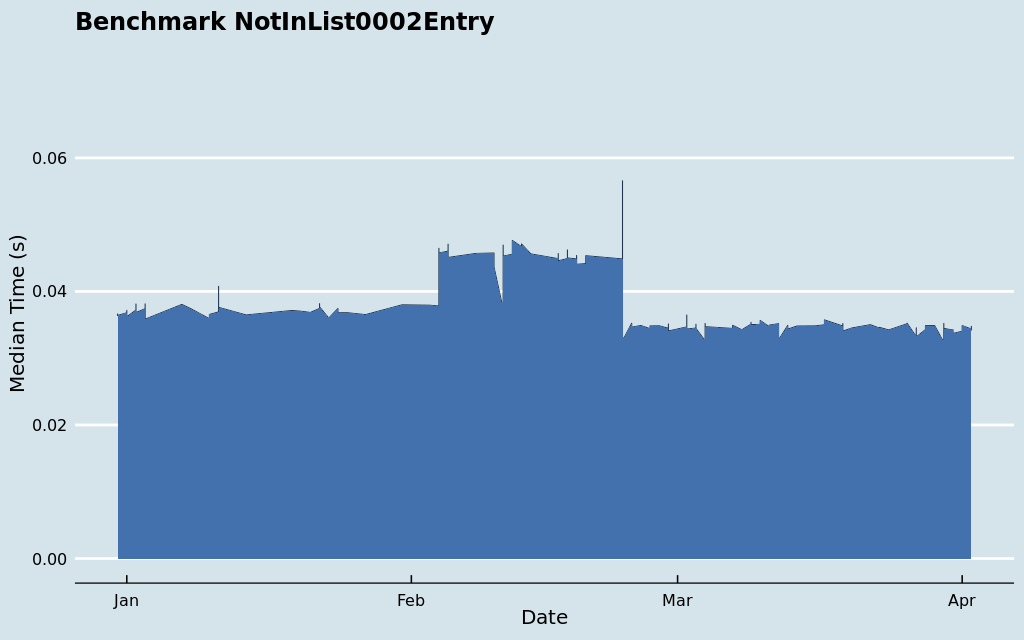 Benchmark NotInList0002Entry
0.06
0.04
0.02
0.00
Median Time (s)
Jan Feb Mar Apr
Date